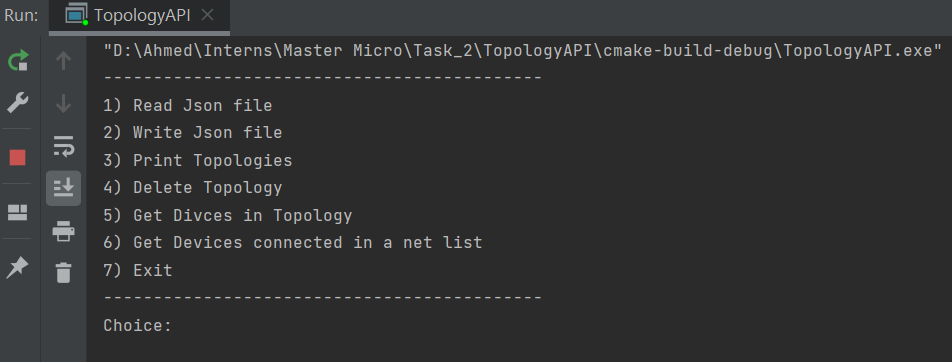 Run: TopologyAPI
"D:\Ahmed\Interns\Master Micro\Task_2\TopologyAPI\cmake-build-debug\TopologyAPI.exe"
--------------------------------------------
1) Read Json file
2) Write Json file
3) Print Topologies
4) Delete Topology
5) Get Divces in Topology
6) Get Devices connected in a net list
7) Exit
--------------------------------------------
Choice: